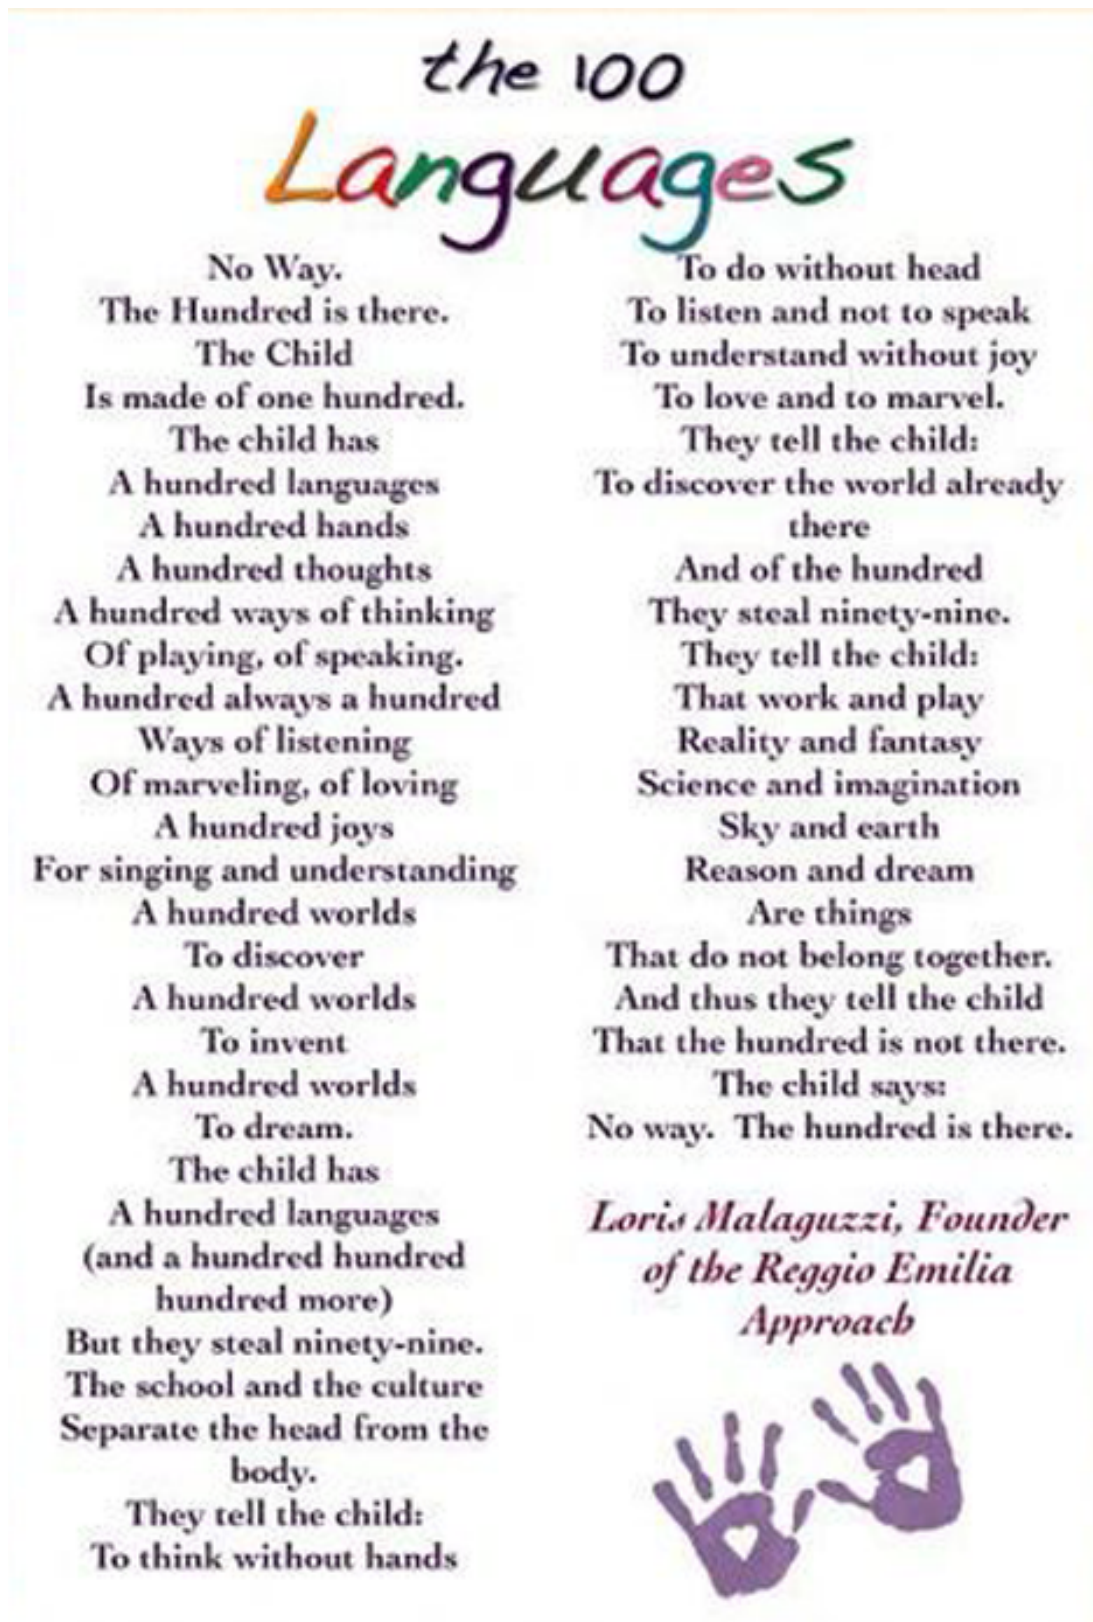 the 100
Languages
No Way.
The Hundred is there.
The Child
Is made of one hundred.
The child has
A hundred languages
A hundred hands
A hundred thoughts
A hundred ways of thinking
Of playing, of speaking.
A hundred always a hundred
Ways of listening
Of marveling, of loving
A hundred joys
For singing and understanding
A hundred worlds
To discover
A hundred worlds
To invent
A hundred worlds
To dream.
The child has
A hundred languages
(and a hundred hundred
hundred more)
But they steal ninety-nine.
The school and the culture
Separate the head from the
body.
They tell the child:
To think without hands
To do without head
To listen and not to speak
To understand without joy
To love and to marvel.
They tell the child:
To discover the world already
there
And of the hundred
They steal ninety-nine.
They tell the child:
That work and play
Reality and fantasy
Science and imagination
Sky and earth
Reason and dream
Are things
That do not belong together.
And thus they tell the child
That the hundred is not there.
The child says:
No way. The hundred is there.
Loris Malaguzzi, Founder
of the Reggio Emilia
Approach